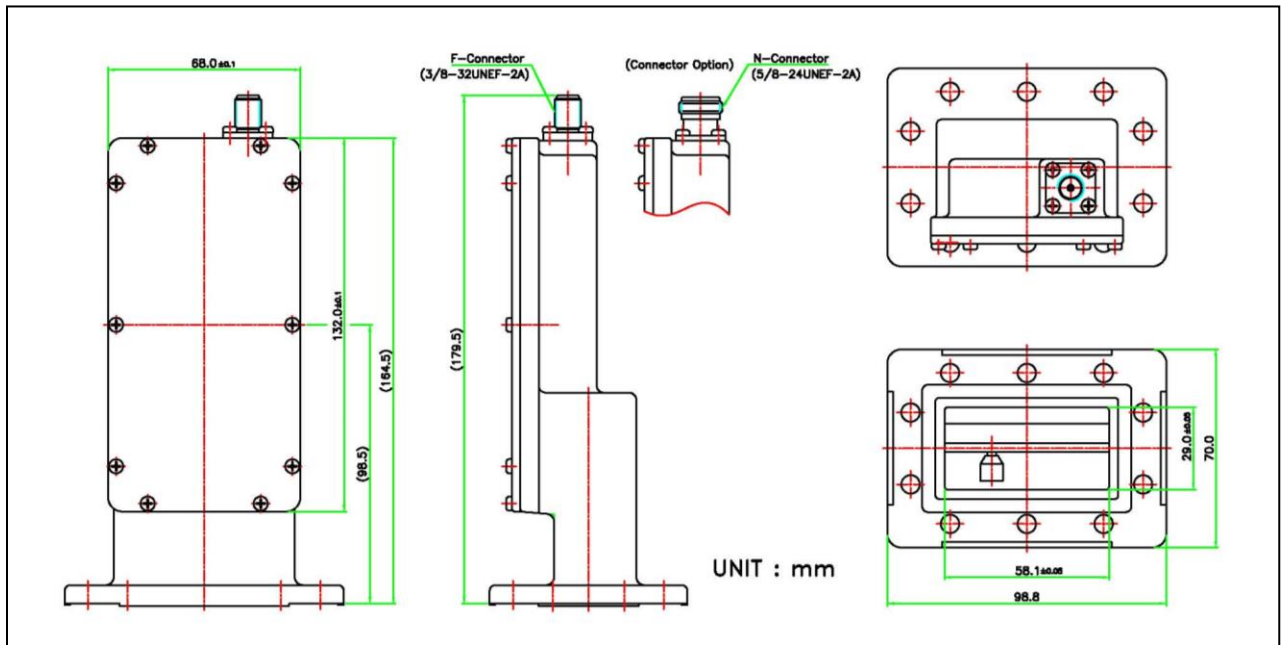 68.0±0.1
F-Connector
(3/8-32UNEF-2A)
(Connector Option)
N-Connector
(5/8-24UNEF-2A)
132.0±0.1
(164.5)
(98.5)
(179.5)
UNIT : mm
29.0±0.05
70.0
58.1±0.05
98.8